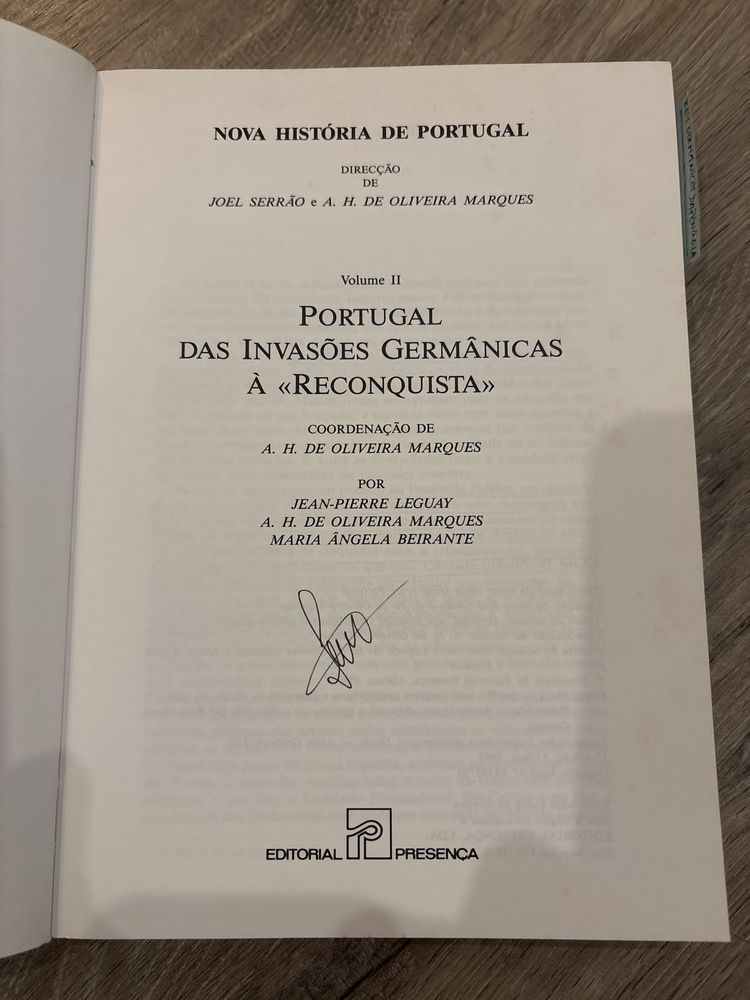 NOVA HISTÓRIA DE PORTUGAL
DIRECÇÃO
DE
JOEL SERRÃO e A. H. DE OLIVEIRA MARQUES
Volume II
PORTUGAL
DAS INVASÕES GERMÂNICAS
À «RECONQUISTA»
COORDENAÇÃO DE
A. H. DE OLIVEIRA MARQUES
POR
JEAN-PIERRE LEGUAY
A. H. DE OLIVEIRA MARQUES
MARIA ÂNGELA BEIRANTE
EDITORIAL PRESENÇA